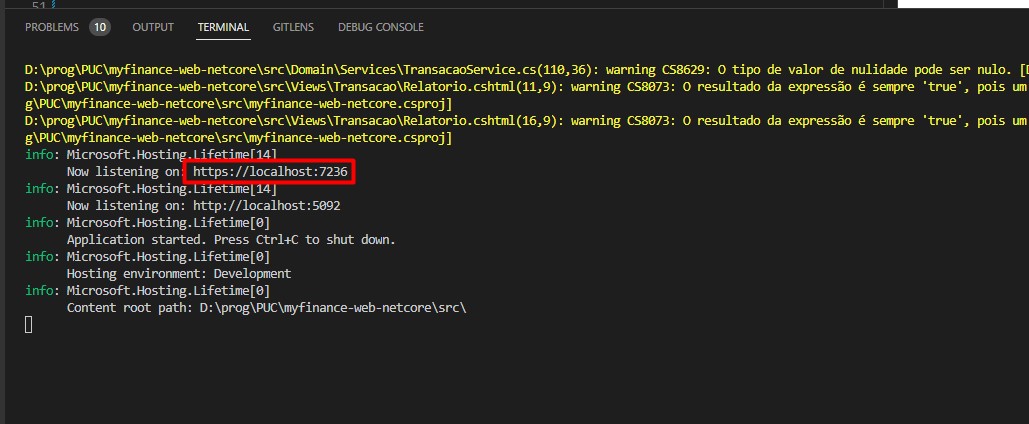 51
PROBLEMS 10 OUTPUT TERMINAL GITLENS DEBUG CONSOLE
D:\prog\PUC\myfinance-web-netcore\src\Domain\Services\TransacaoService.cs(110,36): warning CS8629: O tipo de valor de nulidade pode ser nulo. [D
D:\prog\PUC\myfinance-web-netcore\src\Views\Transacao\Relatorio.cshtml(11,9): warning CS8073: O resultado da expressão é sempre 'true', pois um
g\PUC\myfinance-web-netcore\src\myfinance-web-netcore.csproj]
D:\prog\PUC\myfinance-web-netcore\src\Views\Transacao\Relatorio.cshtml(16,9): warning CS8073: O resultado da expressão é sempre 'true', pois um
g\PUC\myfinance-web-netcore\src\myfinance-web-netcore.csproj]
info: Microsoft.Hosting.Lifetime[14]
Now listening on: https://localhost:7236
info: Microsoft.Hosting.Lifetime[14]
Now listening on: http://localhost:5092
info: Microsoft.Hosting.Lifetime[0]
Application started. Press Ctrl+C to shut down.
info: Microsoft.Hosting.Lifetime[0]
Hosting environment: Development
info: Microsoft.Hosting.Lifetime[0]
Content root path: D:\prog\PUC\myfinance-web-netcore\src\